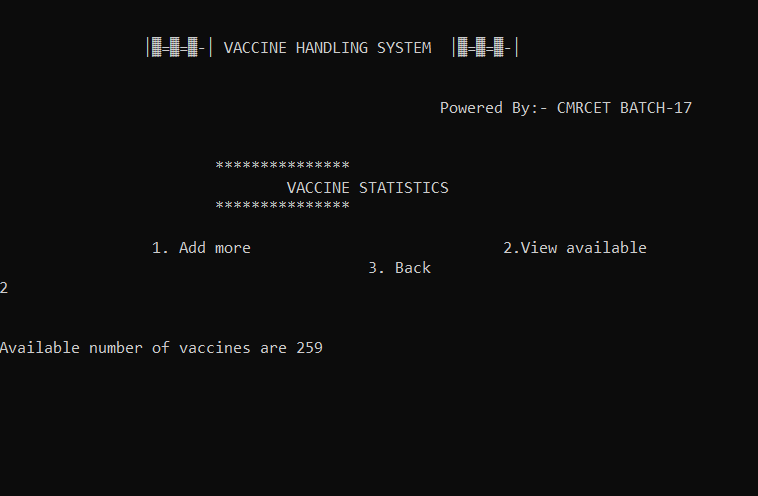 |▓=▓=▓-| VACCINE HANDLING SYSTEM |▓=▓=▓-|
Powered By:- CMRCET BATCH-17
***************
VACCINE STATISTICS
***************
1. Add more 2.View available
3. Back
2
Available number of vaccines are 259